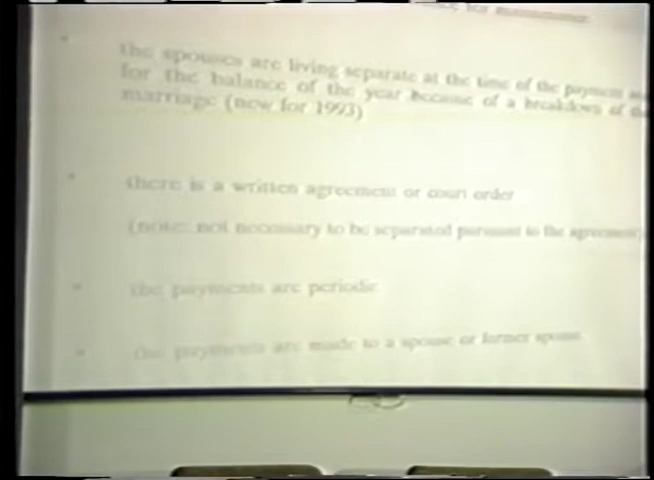 for maintenance
the spouses are living separate at the time of the payment and
for the balance of the year because of a breakdown of the
marriage (new for 1993)
there is a written agreement or court order
(note: not necessary to be separated pursuant to the agreement)
the payments are periodic
the payments are made to a spouse or former spouse